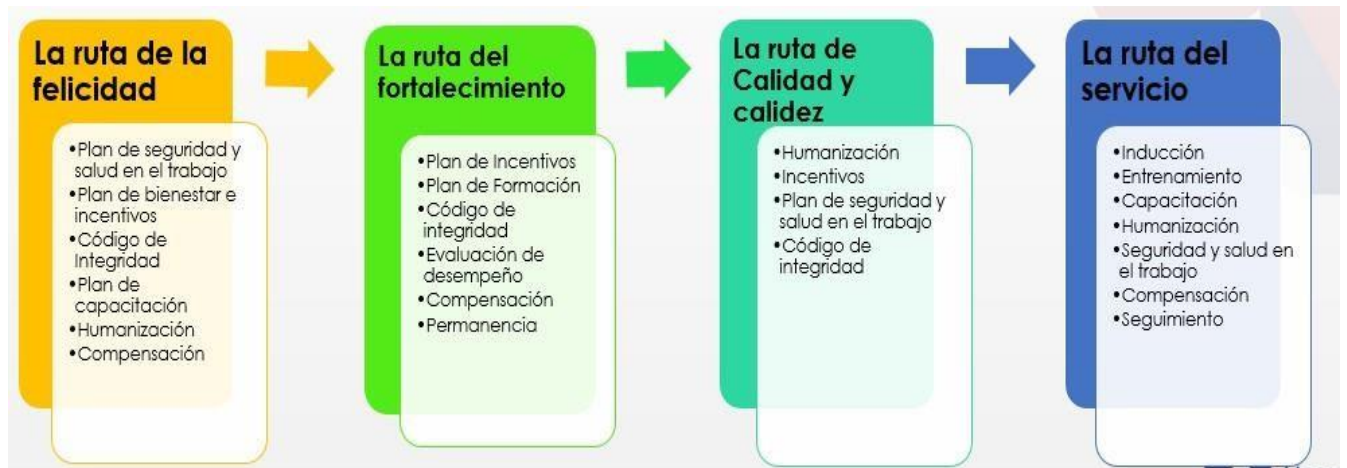 La ruta de la
felicidad
•Plan de seguridad y
salud en el trabajo
•Plan de bienestar e
incentivos
•Código de
Integridad
•Plan de
capacitación
•Humanización
•Compensación
La ruta del
fortalecimiento
•Plan de Incentivos
•Plan de Formación
•Código de
integridad
•Evaluación de
desempeño
•Compensación
•Permanencia
La ruta de
Calidad y
calidez
•Humanización
•Incentivos
•Plan de seguridad y
salud en el trabajo
•Código de
integridad
La ruta del
servicio
•Inducción
•Entrenamiento
•Capacitación
•Humanización
•Seguridad y salud en
el trabajo
•Compensación
•Seguimiento